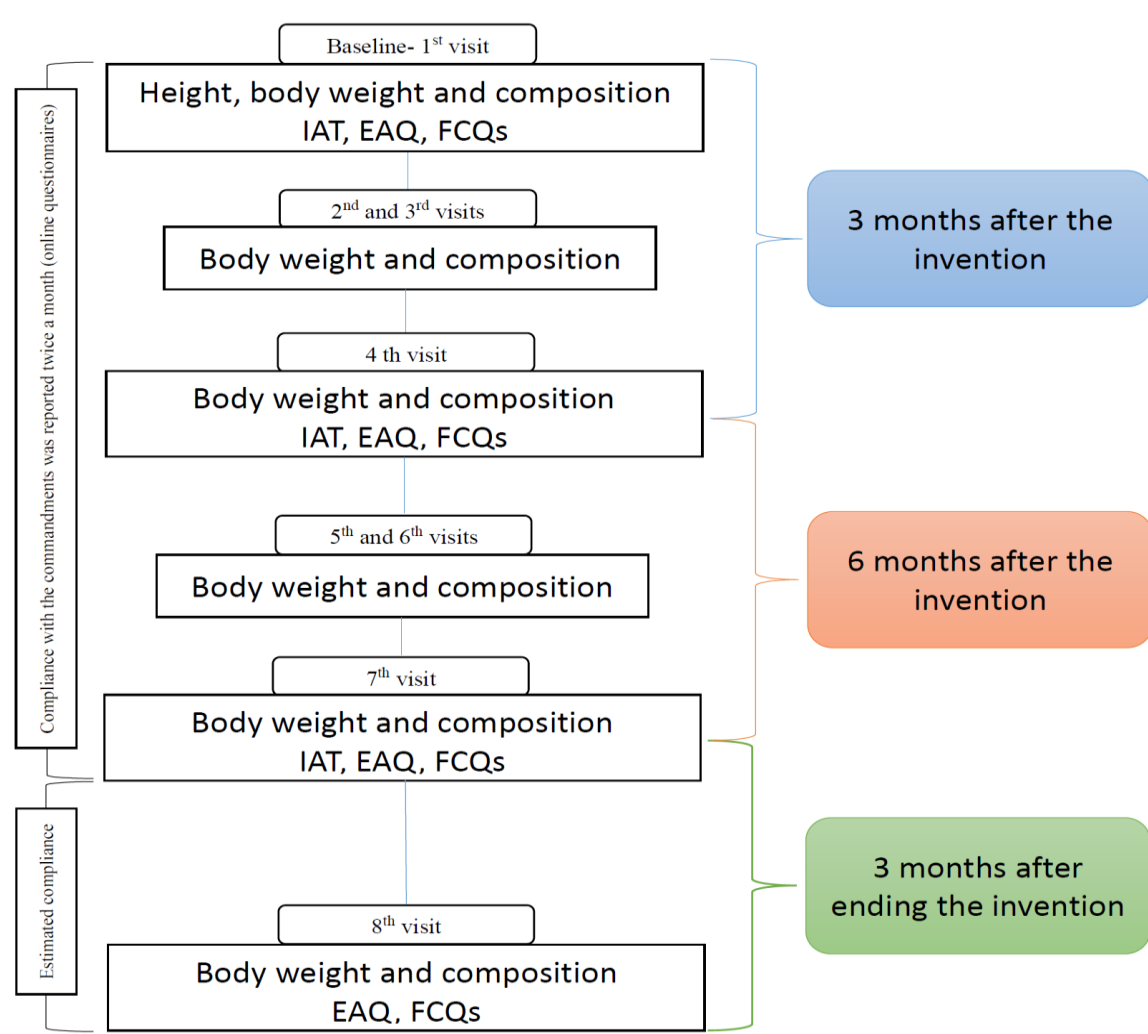 Baseline- 1st visit
Height, body weight and composition
IAT, EAQ, FCQs
2nd and 3rd visits
Body weight and composition
4 th visit
Body weight and composition
IAT, EAQ, FCQs
5th and 6th visits
Body weight and composition
7th visit
Body weight and composition
IAT, EAQ, FCQs
8th visit
Body weight and composition
EAQ, FCQs
Compliance with the commandments was reported twice a month (online questionnaires)
Estimated compliance
3 months after the
invention
6 months after the
invention
3 months after
ending the invention